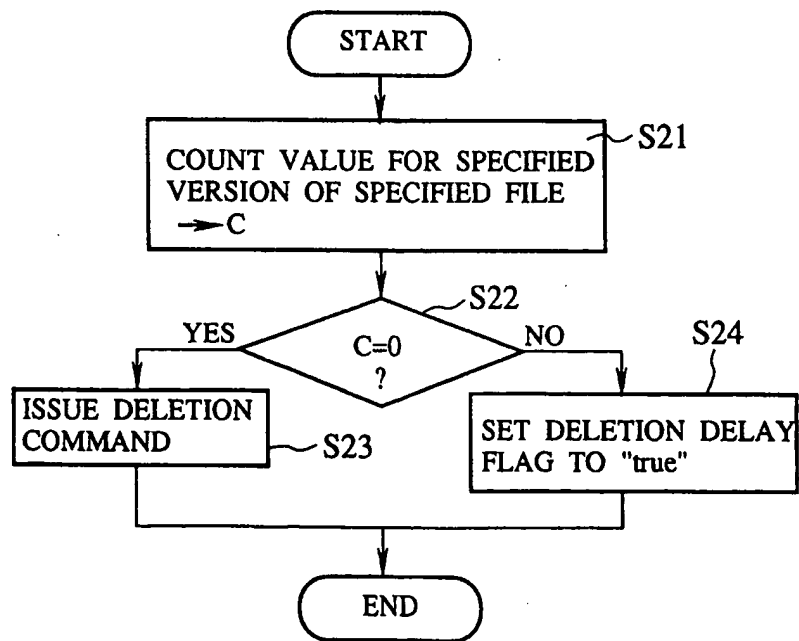 START
S21
COUNT VALUE FOR SPECIFIED
VERSION OF SPECIFIED FILE
→C
S22
YES
C=0
?
NO
S24
ISSUE DELETION
COMMAND
S23
SET DELETION DELAY
FLAG TO "true"
END